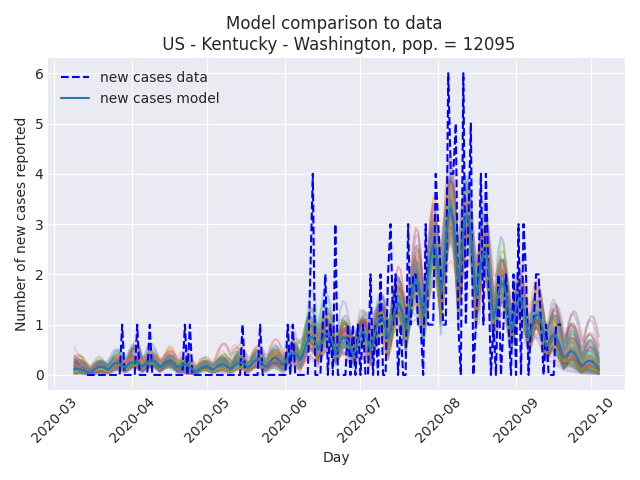 Model comparison to data
US - Kentucky - Washington, pop. = 12095
new cases data
new cases model
Number of new cases reported
6
5
4
3
2
1
0
2020-03
2020-04
2020-05
2020-06
2020-07
2020-08
2020-09
2020-10
Day